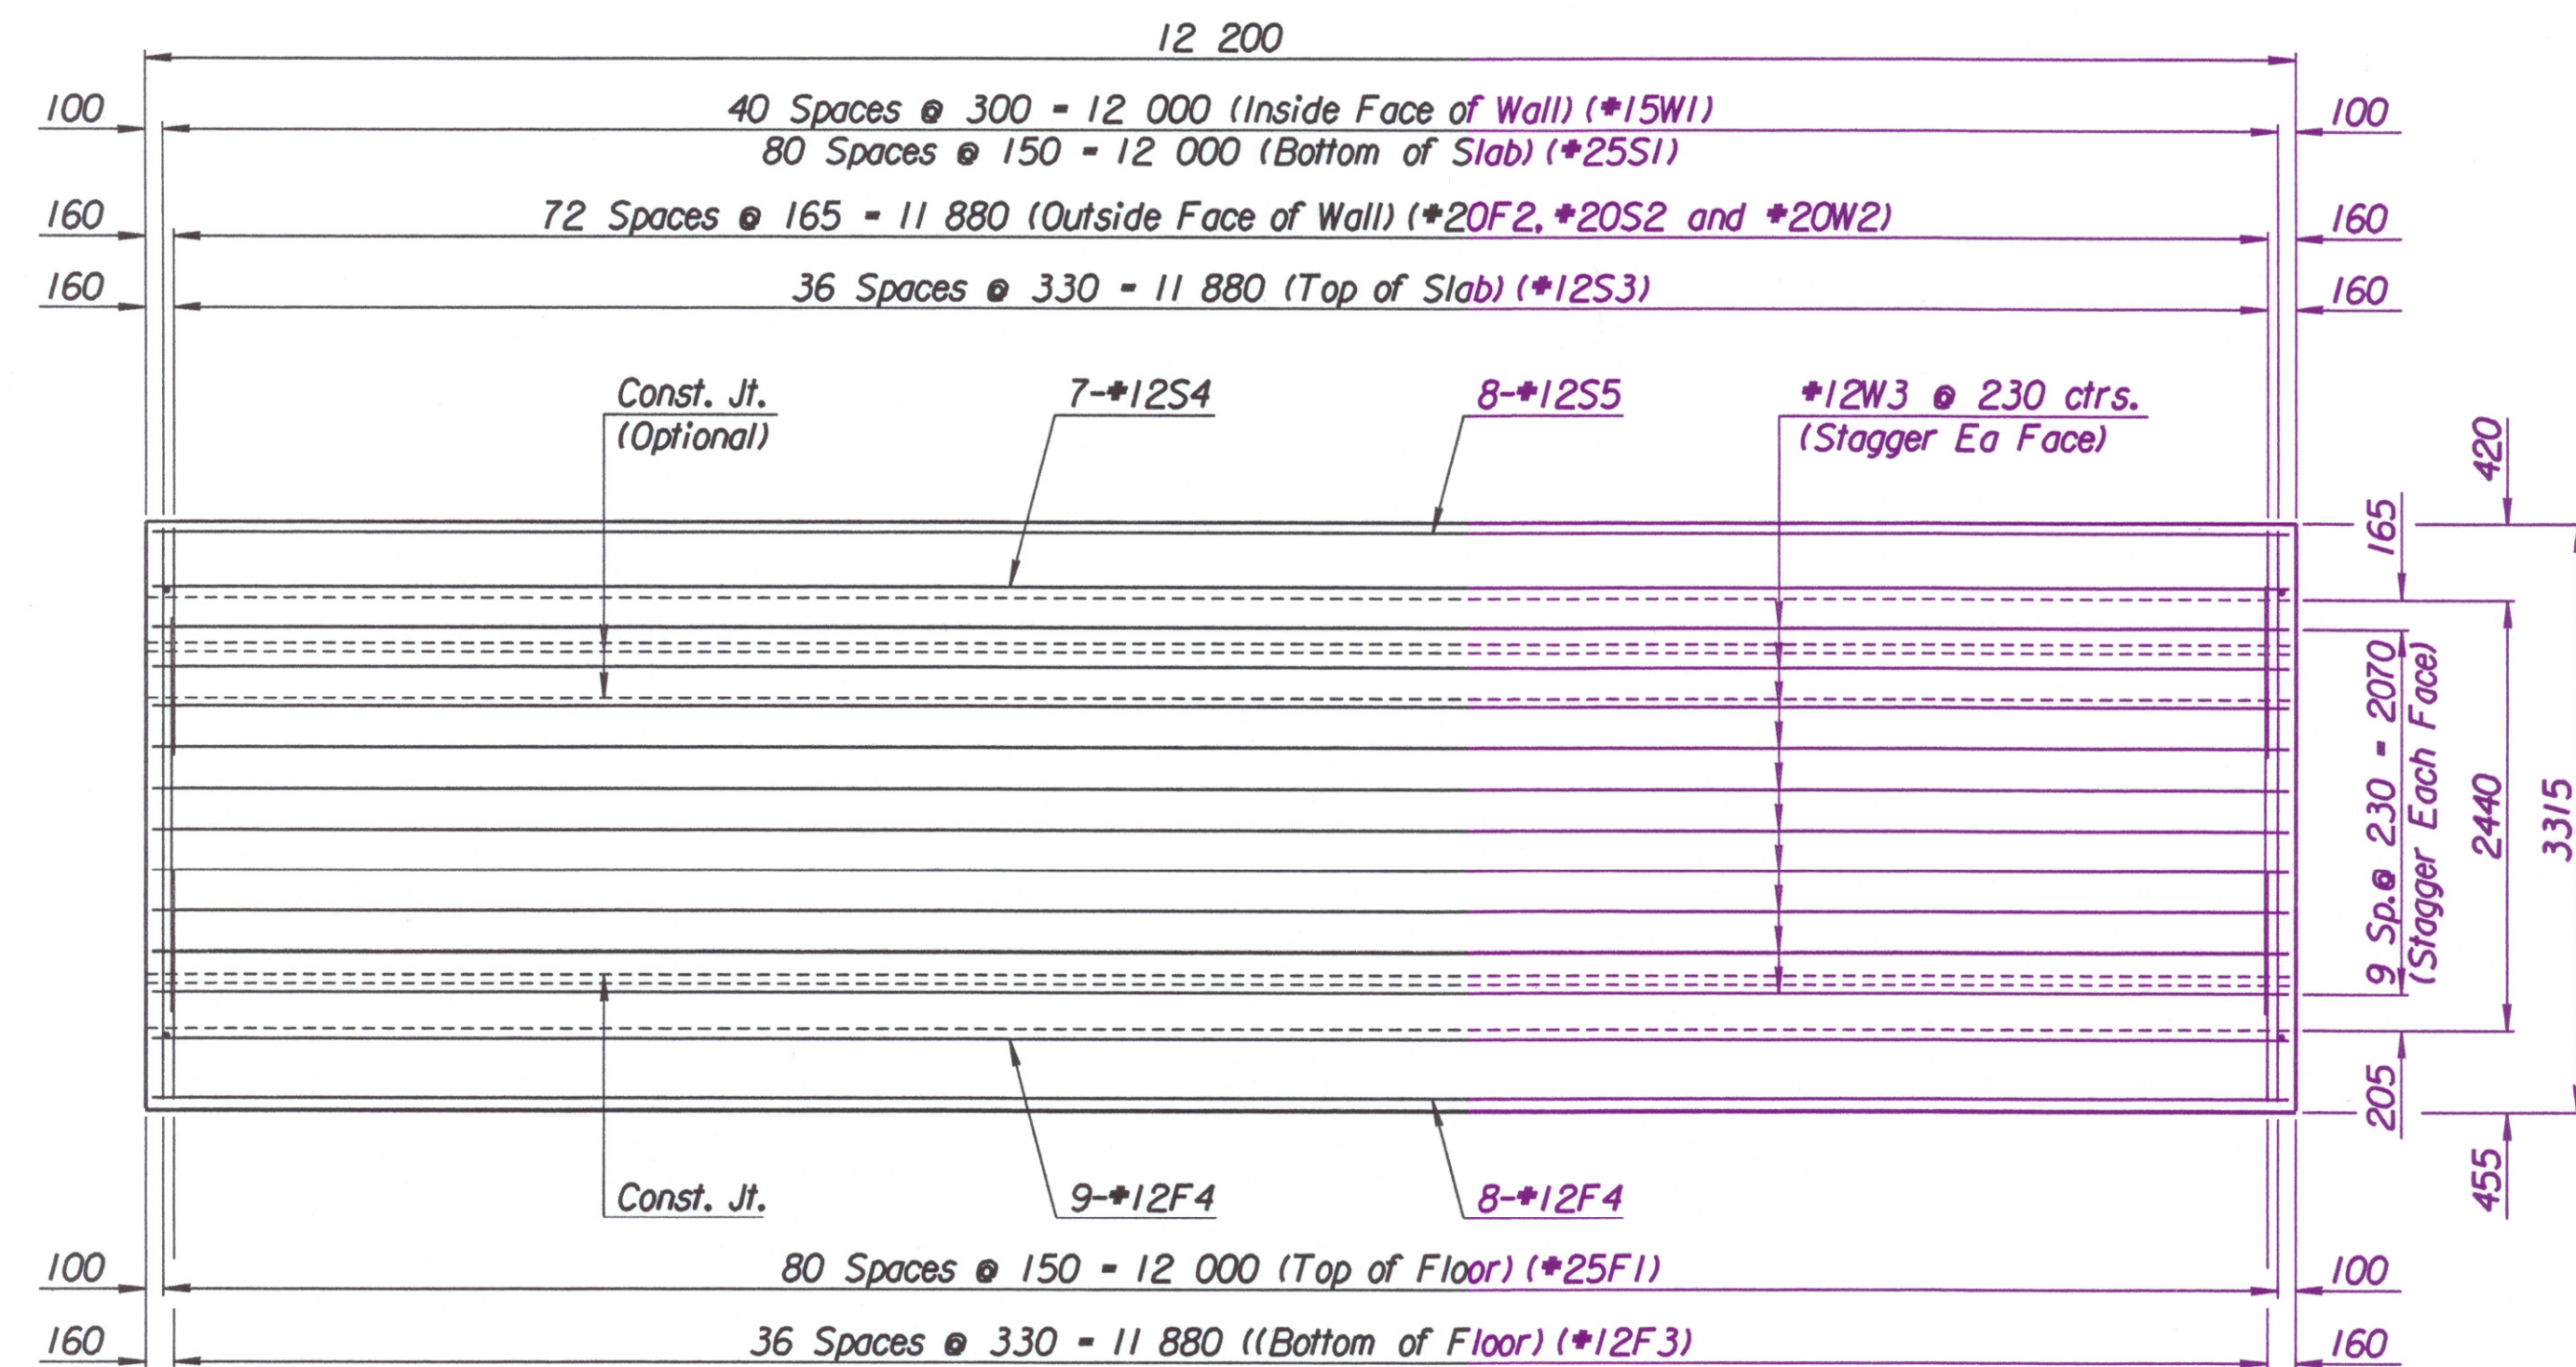 12 200
100
40 Spaces @ 300 = 12 000 (Inside Face of Wall) (#15W1)
100
80 Spaces @ 150 = 12 000 (Bottom of Slab) (#25S1)
160
72 Spaces @ 165 = 11 880 (Outside Face of Wall) (#20F2, #20S2 and #20W2)
160
160
36 Spaces @ 330 = 11 880 (Top of Slab) (#12S3)
160
Const. Jt.
(Optional)
7-#12S4
8-#12S5
#12W3 @ 230 ctrs.
(Stagger Ea Face)
420
165
9 Sp.@ 230 = 2070
(Stagger Each Face)
2440
3315
205
455
Const. Jt.
9-#12F4
8-#12F4
100
80 Spaces @ 150 = 12 000 (Top of Floor) (#25F1)
100
160
36 Spaces @ 330 = 11 880 ((Bottom of Floor) (#12F3)
160